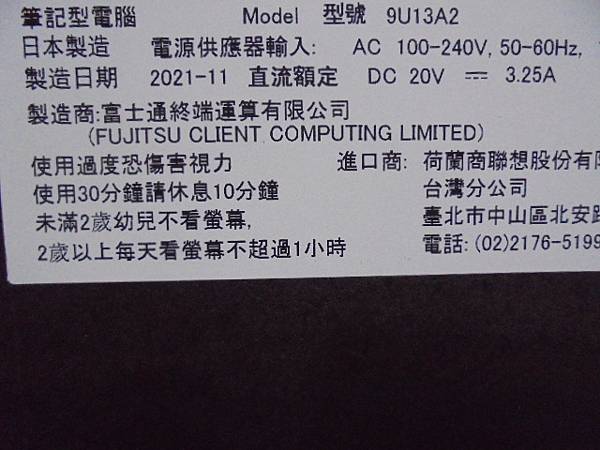 筆記型電腦 Model 型號 9U13A2
日本製造 電源供應器輸入: AC 100-240V, 50-60Hz,
製造日期 2021-11 直流額定 DC 20V ⎓ 3.25A
製造商:富士通終端運算有限公司
(FUJITSU CLIENT COMPUTING LIMITED)
使用過度恐傷害視力 進口商: 荷蘭商聯想股份有限
使用30分鐘請休息10分鐘 台灣分公司
未滿2歲幼兒不看螢幕, 臺北市中山區北安路
2歲以上每天看螢幕不超過1小時 電話: (02)2176-5199